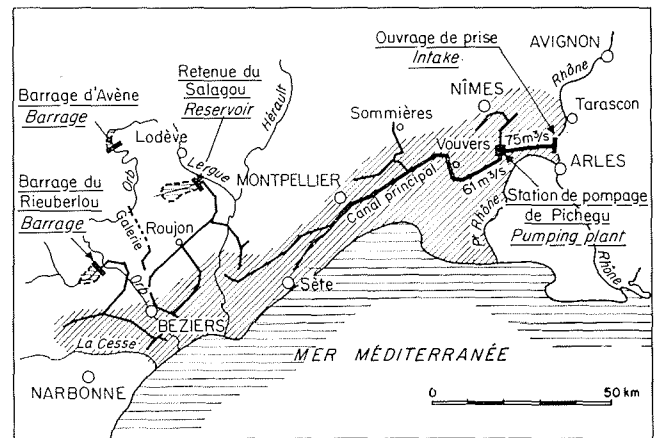 Ouvrage de prise
Intake
AVIGNON
Rhône
Tarascon
Retenue du
Salagou
Reservoir
Hérault
NÎMES
Sommières
Barrage d'Avène
Barrage
Lodève
Lergue
Vouvers
75m³/s
ARLES
Orb
MONTPELLIER
Canal principal
61 m³/s
Station de pompage
de Pichegu
Pumping plant
Barrage du
Rieuberlou
Barrage
Galerie
Roujon
Pt Rhône
Rhône
Orb
Sète
BEZIERS
La Cesse
MER MÉDITERRANÉE
NARBONNE
0 50 km